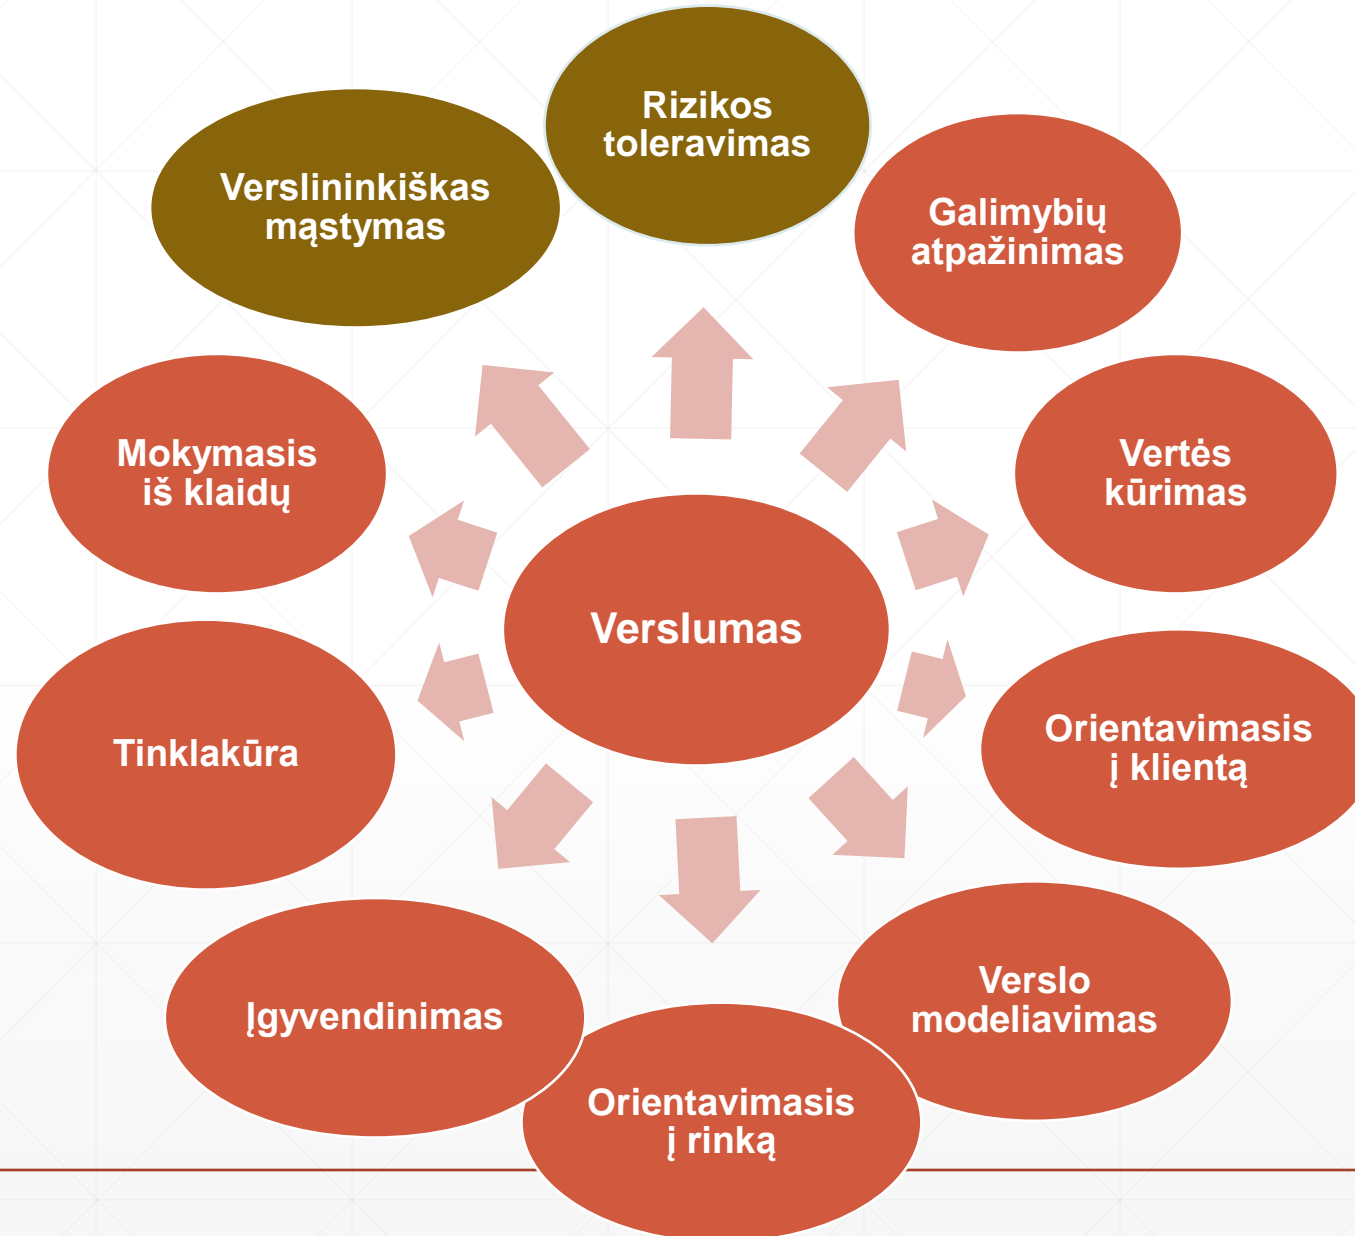 Rizikos
toleravimas
Verslininkiškas
mąstymas
Galimybių
atpažinimas
Mokymasis
iš klaidų
Vertės
kūrimas
Verslumas
Tinklakūra
Orientavimasis
į klientą
Įgyvendinimas
Verslo
modeliavimas
Orientavimasis
į rinką